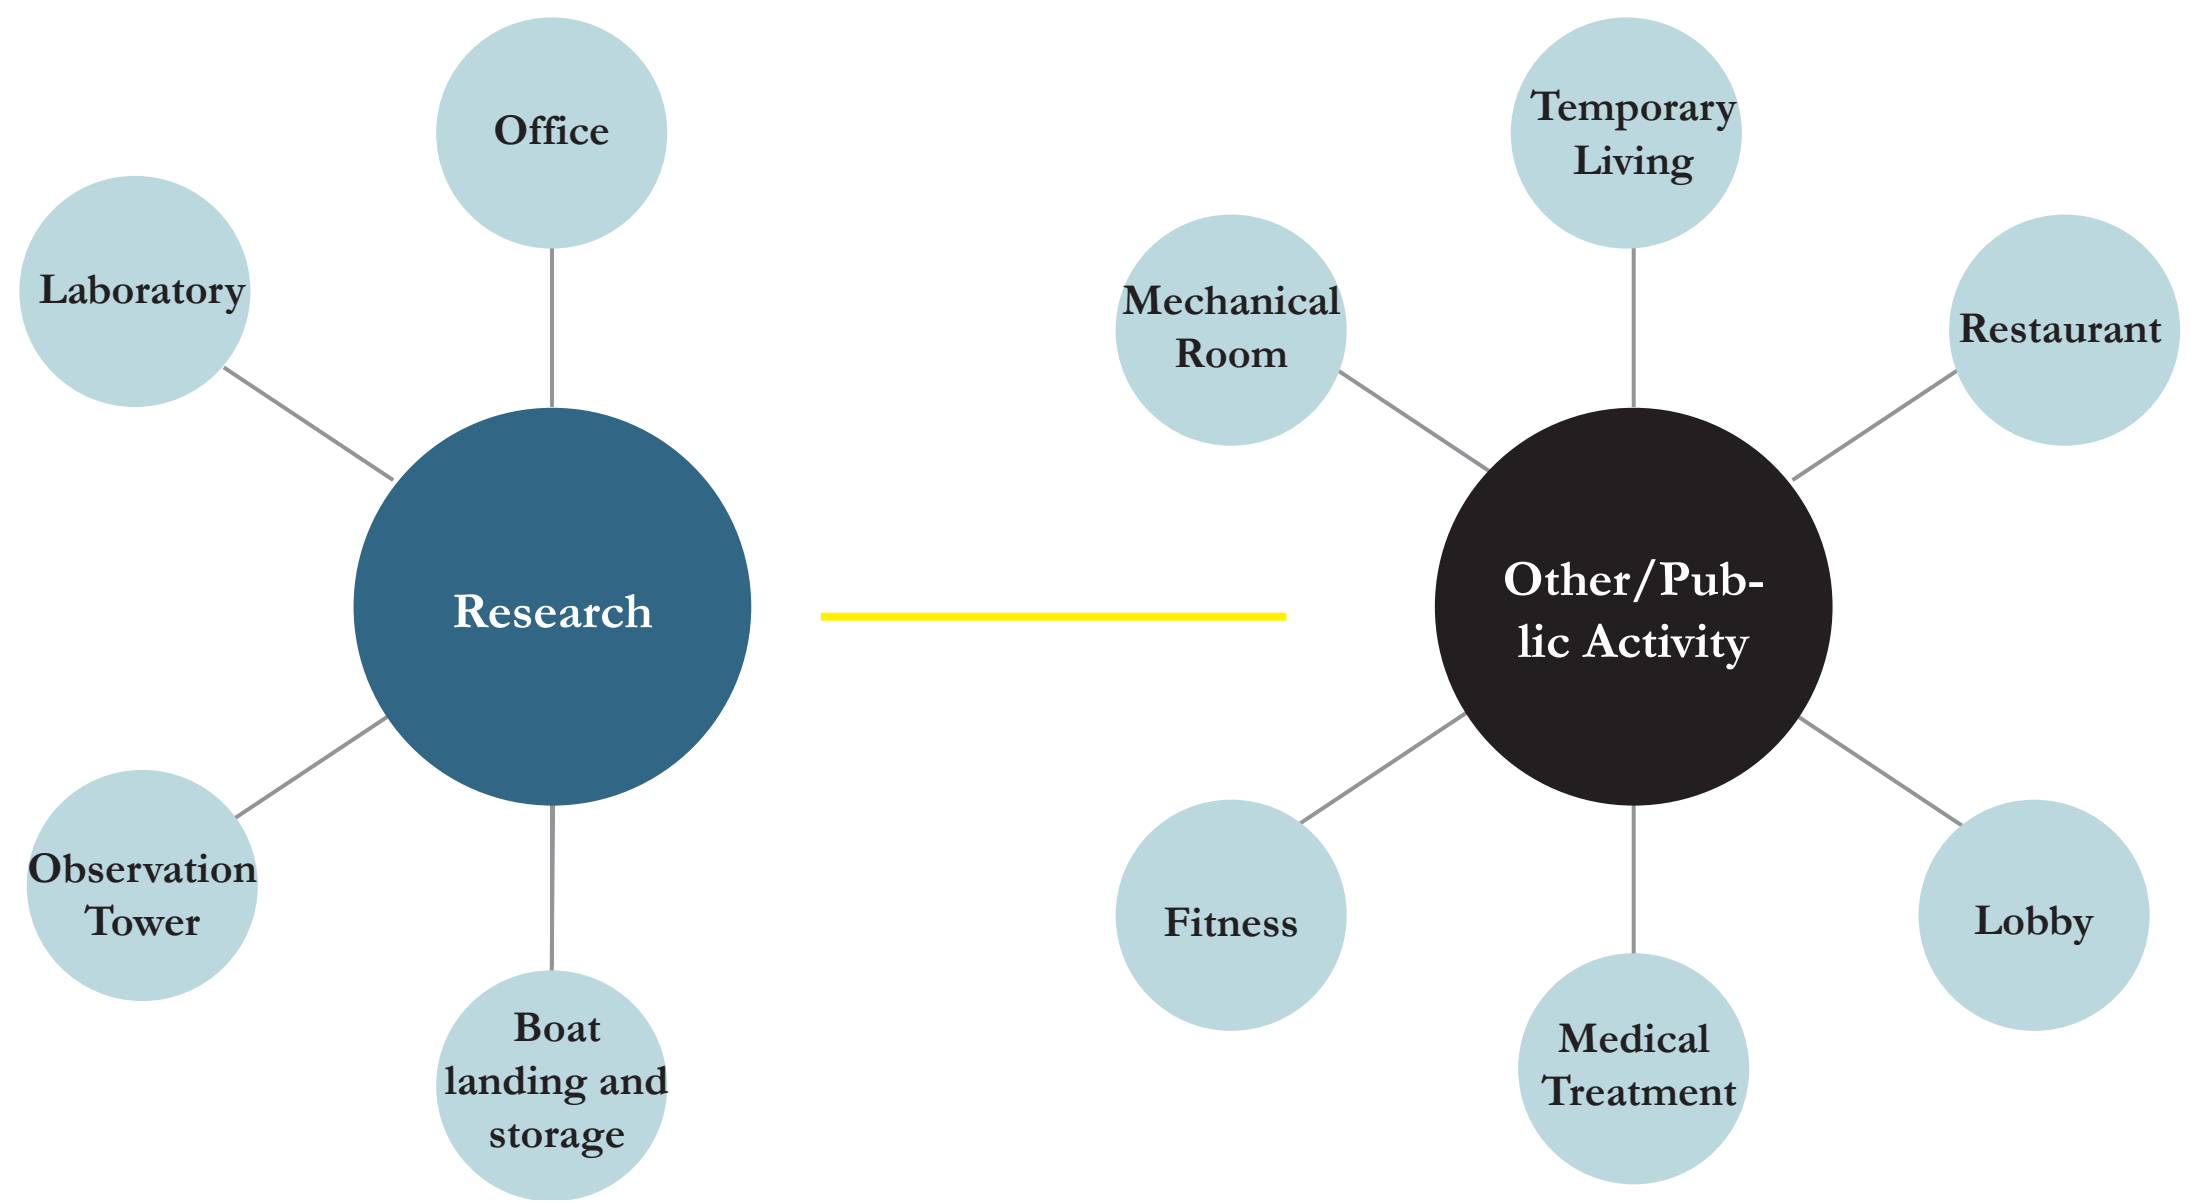 Office
Laboratory
Research
Observation
Tower
Boat
landing and
storage
Temporary
Living
Mechanical
Room
Restaurant
Other/Pub-
lic Activity
Fitness
Lobby
Medical
Treatment